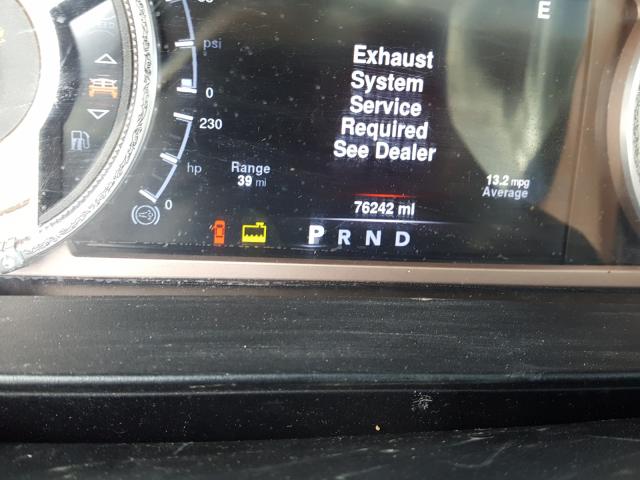 E
psi
0
230
hp
0
Exhaust
System
Service
Required
See Dealer
Range
39 mi
13.2 mpg
Average
76242 mi
P R N D